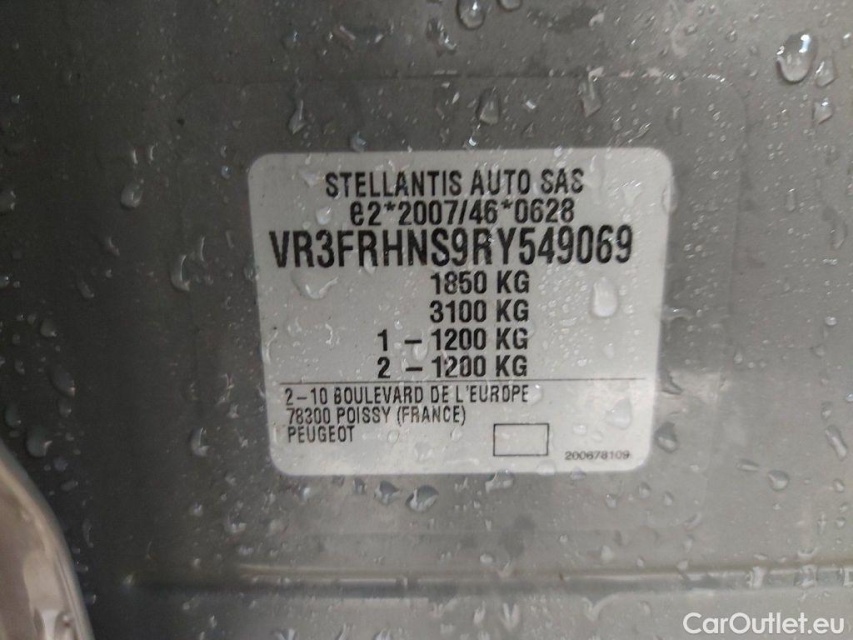 STELLANTIS AUTO SAS
e2*2007/46*0628
VR3FRHNS9RY549069
1850 KG
3100 KG
1 – 1200 KG
2 – 1200 KG
2–10 BOULEVARD DE L'EUROPE
78300 POISSY (FRANCE)
PEUGEOT
200678109
CarOutlet.eu